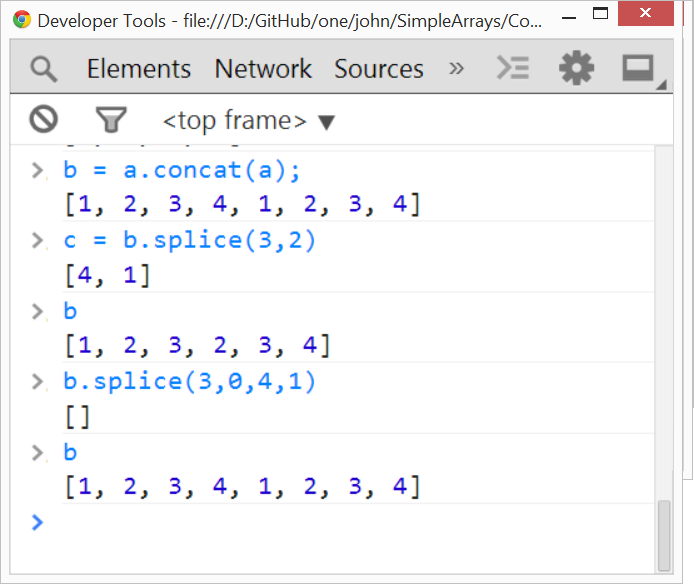 Developer Tools - file:///D:/GitHub/one/john/SimpleArrays/Co...
Elements Network Sources »
<top frame> ▼
> b = a.concat(a);
[1, 2, 3, 4, 1, 2, 3, 4]
> c = b.splice(3,2)
[4, 1]
> b
[1, 2, 3, 2, 3, 4]
> b.splice(3,0,4,1)
[]
> b
[1, 2, 3, 4, 1, 2, 3, 4]
>